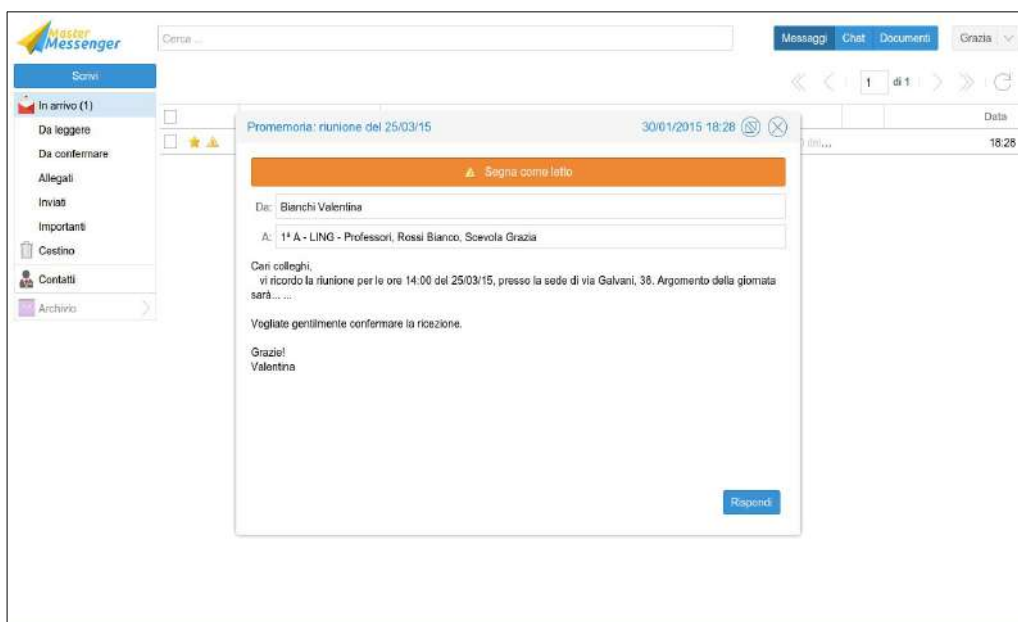 Master
Messenger
Cerca ...
Messaggi Chat Documenti
Grazia
Scrivi
1 di 1
In arrivo (1)
Da leggere
Da confermare
Allegati
Inviati
Importanti
Cestino
Contatti
Archivio
Data
18:28
Promemoria: riunione del 25/03/15 30/01/2015 18:28
Segna come letto
Da: Bianchi Valentina
A: 1ª A - LING - Professori, Rossi Bianco, Scevola Grazia
Cari colleghi,
vi ricordo la riunione per le ore 14:00 del 25/03/15, presso la sede di via Galvani, 36. Argomento della giornata
sarà... ...
Vogliate gentilmente confermare la ricezione.
Grazie!
Valentina
Rispondi